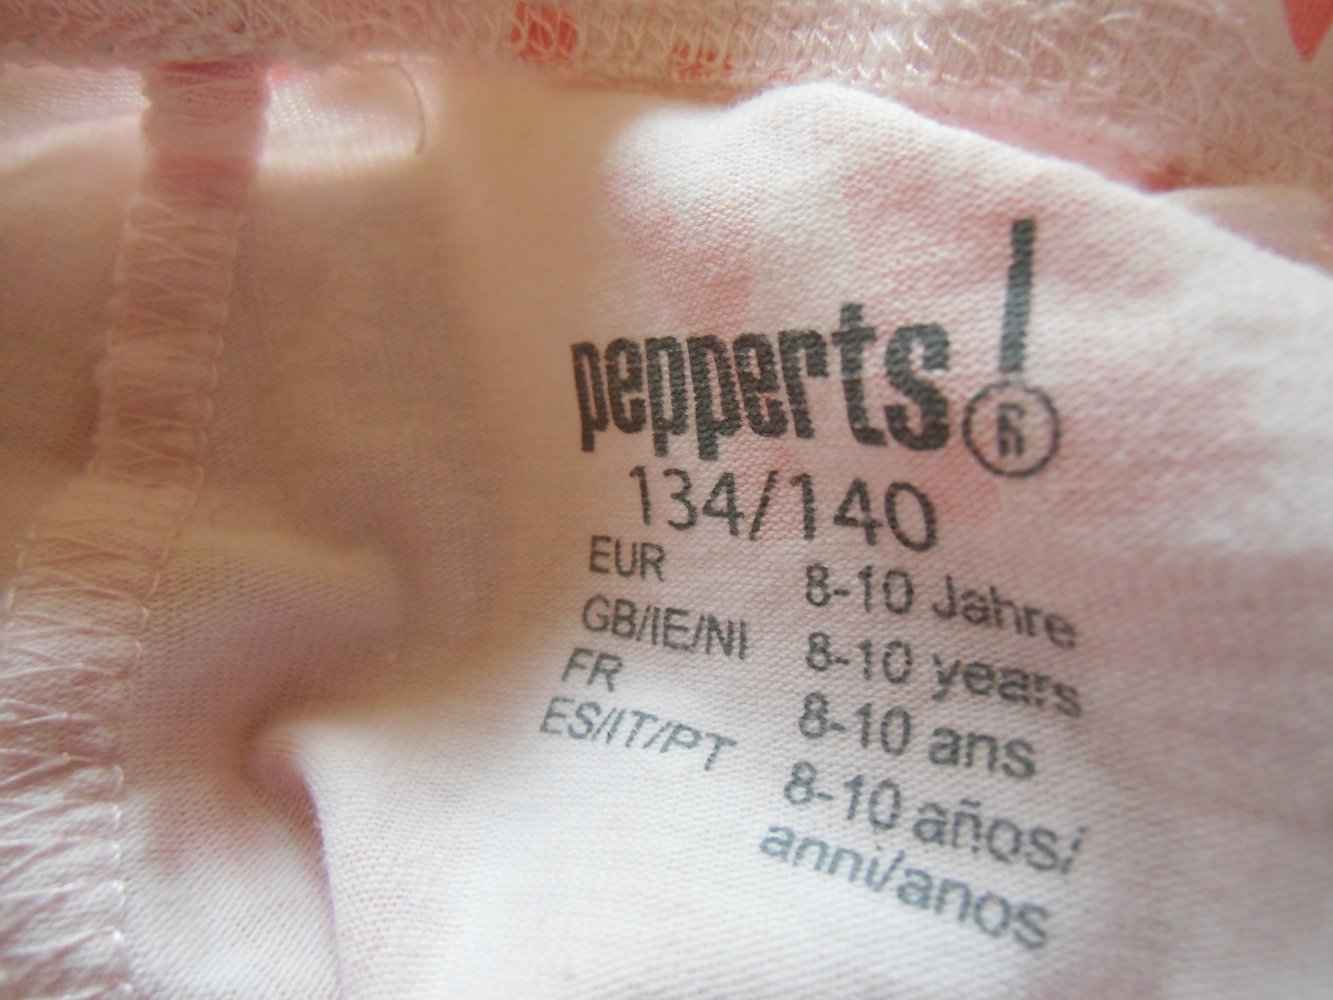 pepperts!
134/140
EUR 8-10 Jahre
GB/IE/NI 8-10 years
FR 8-10 ans
ES/IT/PT 8-10 años/
anni/anos